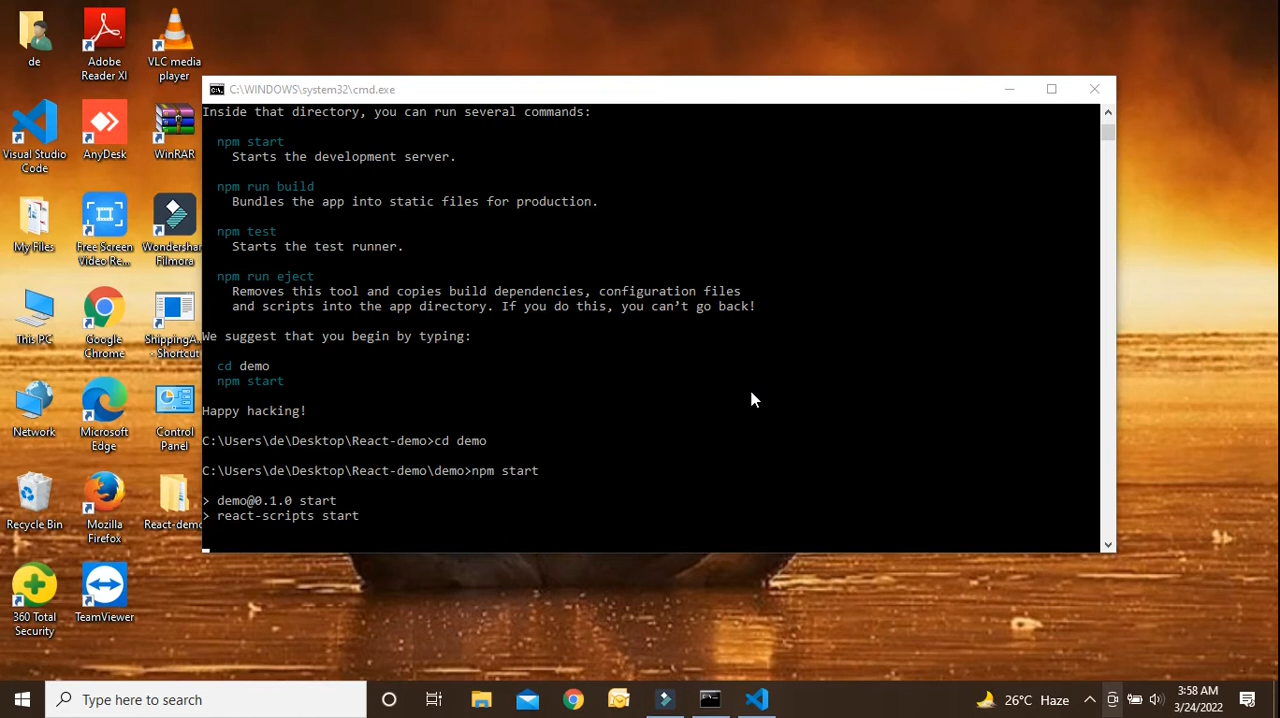 de
Adobe
Reader XI
VLC media
player
Visual Studio
Code
AnyDesk
WinRAR
My Files
Free Screen
Video Re...
Wondershar
Filmora
This PC
Google
Chrome
ShippingA...
- Shortcut
Network
Microsoft
Edge
Control
Panel
Recycle Bin
Mozilla
Firefox
React-demo
360 Total
Security
TeamViewer
C:\WINDOWS\system32\cmd.exe
Inside that directory, you can run several commands:
npm start
Starts the development server.
npm run build
Bundles the app into static files for production.
npm test
Starts the test runner.
npm run eject
Removes this tool and copies build dependencies, configuration files
and scripts into the app directory. If you do this, you can’t go back!
We suggest that you begin by typing:
cd demo
npm start
Happy hacking!
C:\Users\de\Desktop\React-demo>cd demo
C:\Users\de\Desktop\React-demo\demo>npm start
> demo@0.1.0 start
> react-scripts start
Type here to search
26°C Haze
3:58 AM
3/24/2022